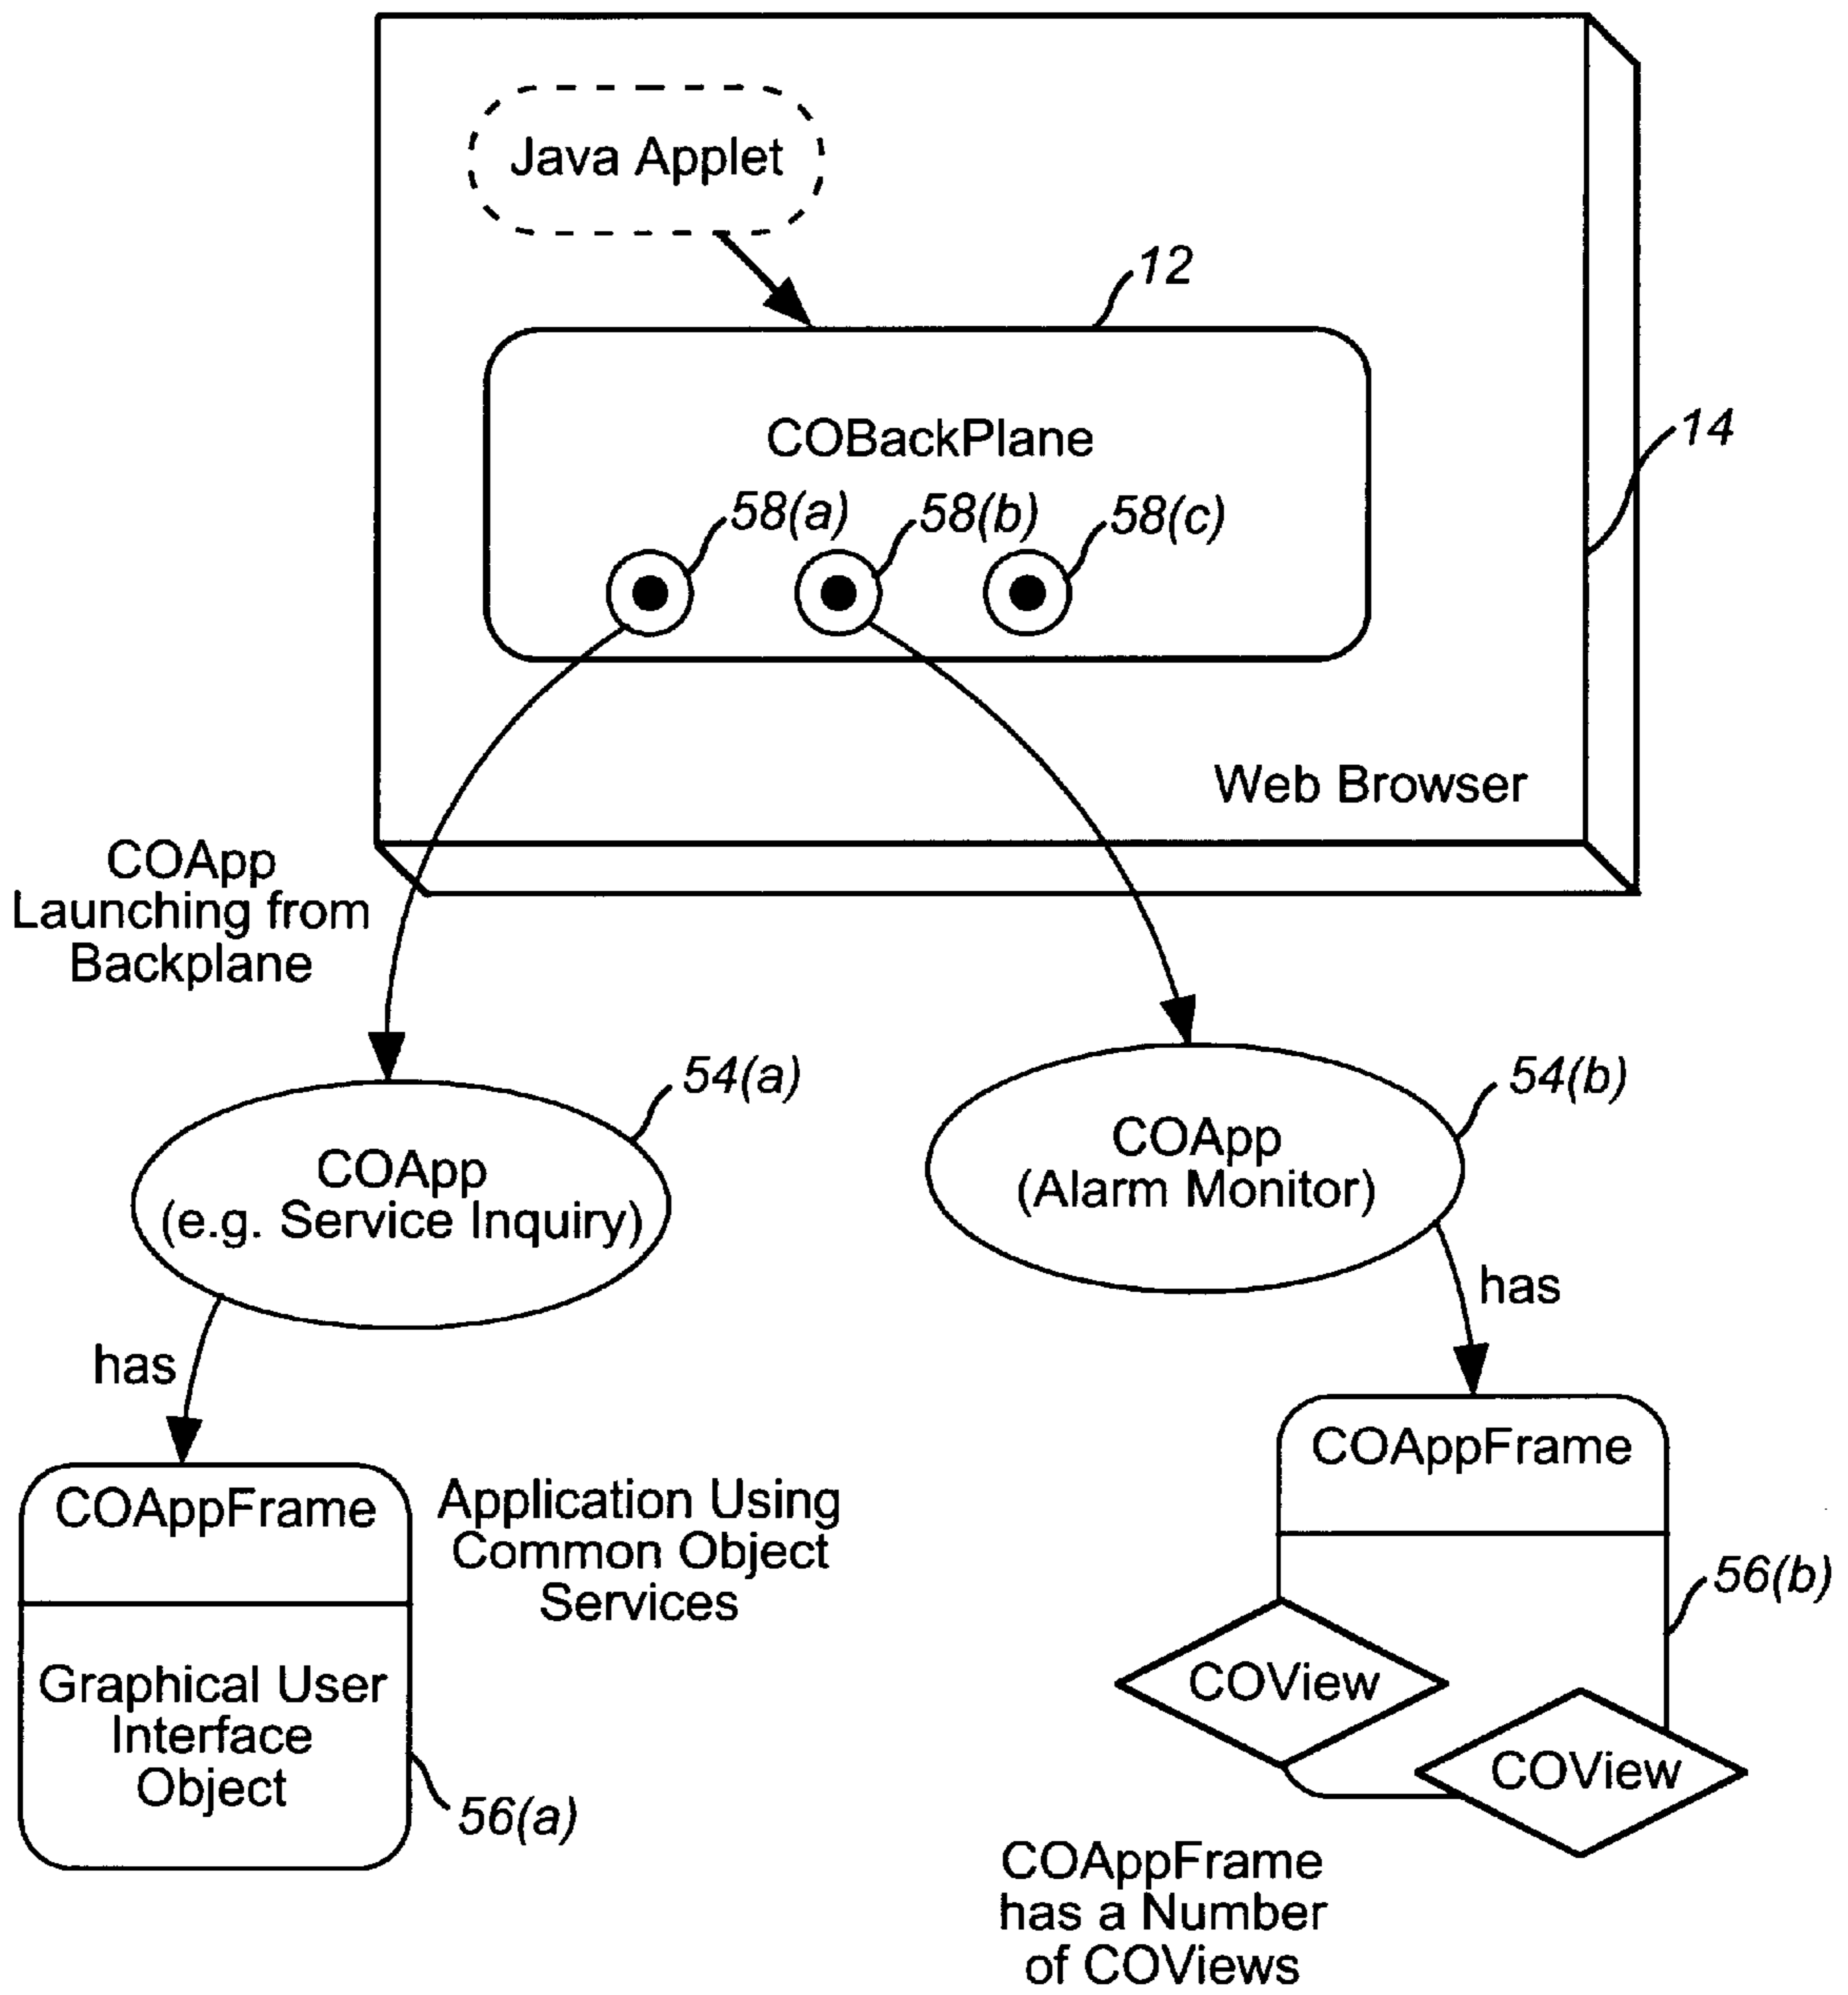 Java Applet
12
COBackPlane
14
58(a)
58(b)
58(c)
Web Browser
COApp
Launching from
Backplane
54(a)
54(b)
COApp
(e.g. Service Inquiry)
COApp
(Alarm Monitor)
has
has
COAppFrame
Graphical User
Interface
Object
56(a)
Application Using
Common Object
Services
COAppFrame
56(b)
COView
COView
COAppFrame
has a Number
of COViews